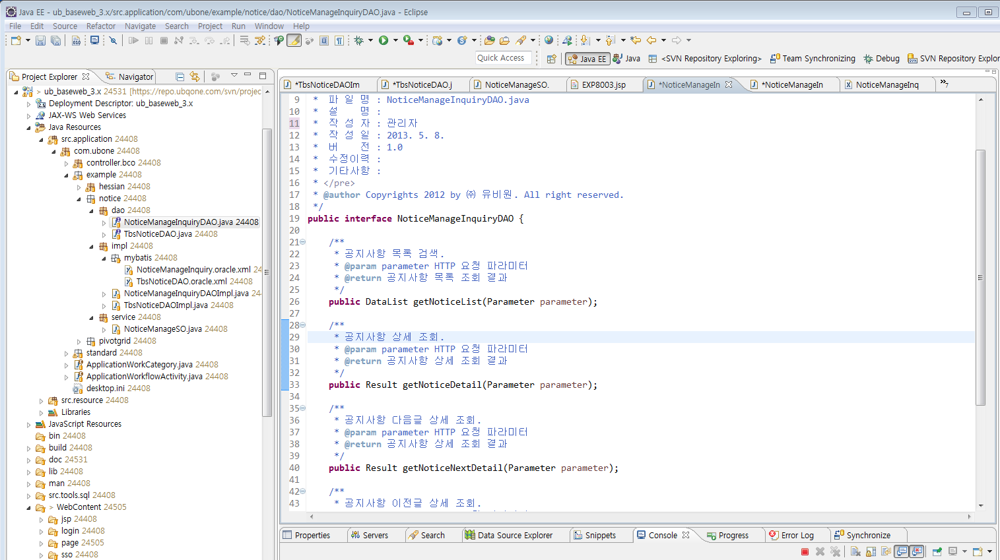 Java EE - ub_baseweb_3.x/src.application/com/ubone/example/notice/dao/NoticeManageInquiryDAO.java - Eclipse
File Edit Source Refactor Navigate Search Project Run Window Help
Quick Access
Java EE
Java
<SVN Repository Exploring>
Team Synchronizing
Debug
SVN Repository Explor
Project Explorer
Navigator
> ub_baseweb_3.x 24531 [https://repo.ubqone.com/svn/projec
Deployment Descriptor: ub_baseweb_3.x
JAX-WS Web Services
Java Resources
src.application 24408
com.ubone 24408
controller.bco 24408
example 24408
hessian 24408
notice 24408
dao 24408
NoticeManageInquiryDAO.java 24408
TbsNoticeDAO.java 24408
impl 24408
mybatis 24408
NoticeManageInquiry.oracle.xml 24
TbsNoticeDAO.oracle.xml 24408
NoticeManageInquiryDAOImpl.java 24
TbsNoticeDAOImpl.java 24408
service 24408
NoticeManageSO.java 24408
pivotgrid 24408
standard 24408
ApplicationWorkCategory.java 24408
ApplicationWorkflowActivity.java 24408
desktop.ini 24408
src.resource 24408
Libraries
JavaScript Resources
bin 24408
build 24408
doc 24531
lib 24408
man 24408
src.tools.sql 24408
> WebContent 24505
jsp 24408
login 24408
page 24505
sso 24408
*TbsNoticeDAOIm
*TbsNoticeDAO.j
NoticeManageSO.
EXP8003.jsp
*NoticeManageIn
*NoticeManageIn
NoticeManageInq
»7
9 * 파 일 명 : NoticeManageInquiryDAO.java
10 * 설 명 :
11 * 작 성 자 : 관리자
12 * 작 성 일 : 2013. 5. 8.
13 * 버 전 : 1.0
14 * 수정이력 :
15 * 기타사항 :
16 * </pre>
17 * @author Copyrights 2012 by ㈜ 유비원. All right reserved.
18 */
19 public interface NoticeManageInquiryDAO {
20
21 /**
22 * 공지사항 목록 검색.
23 * @param parameter HTTP 요청 파라미터
24 * @return 공지사항 목록 조회 결과
25 */
26 public DataList getNoticeList(Parameter parameter);
27
28 /**
29 * 공지사항 상세 조회.
30 * @param parameter HTTP 요청 파라미터
31 * @return 공지사항 상세 조회 결과
32 */
33 public Result getNoticeDetail(Parameter parameter);
34
35 /**
36 * 공지사항 다음글 상세 조회.
37 * @param parameter HTTP 요청 파라미터
38 * @return 공지사항 상세 조회 결과
39 */
40 public Result getNoticeNextDetail(Parameter parameter);
41
42 /**
43 * 공지사항 이전글 상세 조회.
Properties
Servers
Search
Data Source Explorer
Snippets
Console
Progress
Error Log
Synchronize